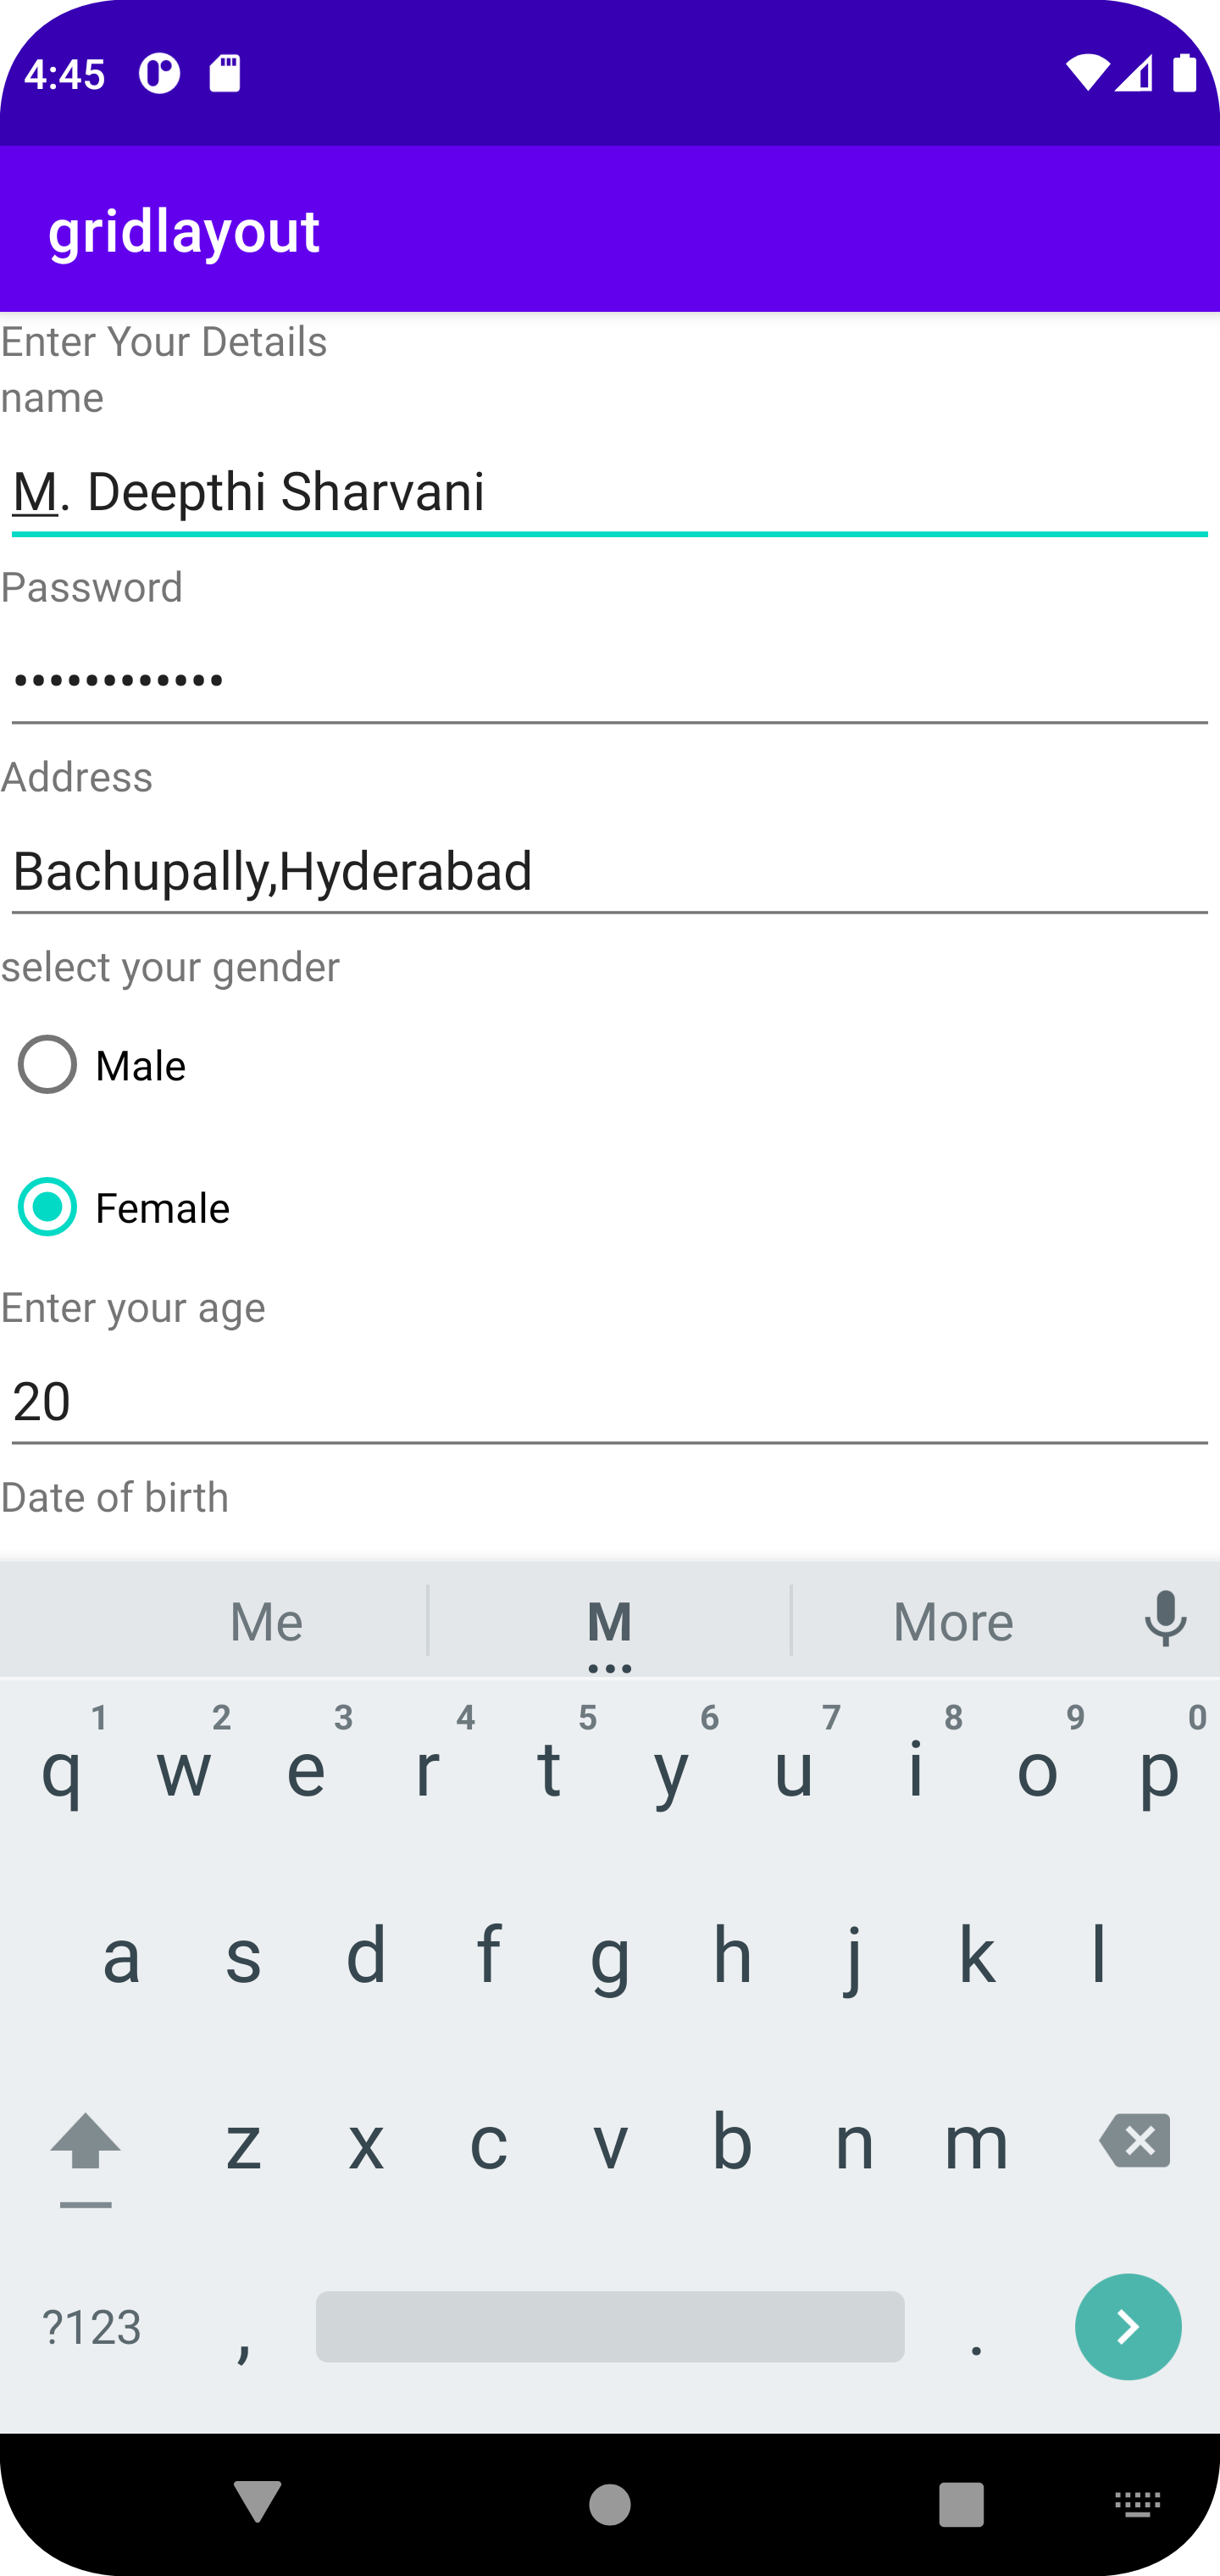 4:45
gridlayout
Enter Your Details
name
M. Deepthi Sharvani
Password
••••••••••••
Address
Bachupally,Hyderabad
select your gender
Male
Female
Enter your age
20
Date of birth
Me M More
1 2 3 4 5 6 7 8 9 0
q w e r t y u i o p
a s d f g h j k l
z x c v b n m
?123 , .